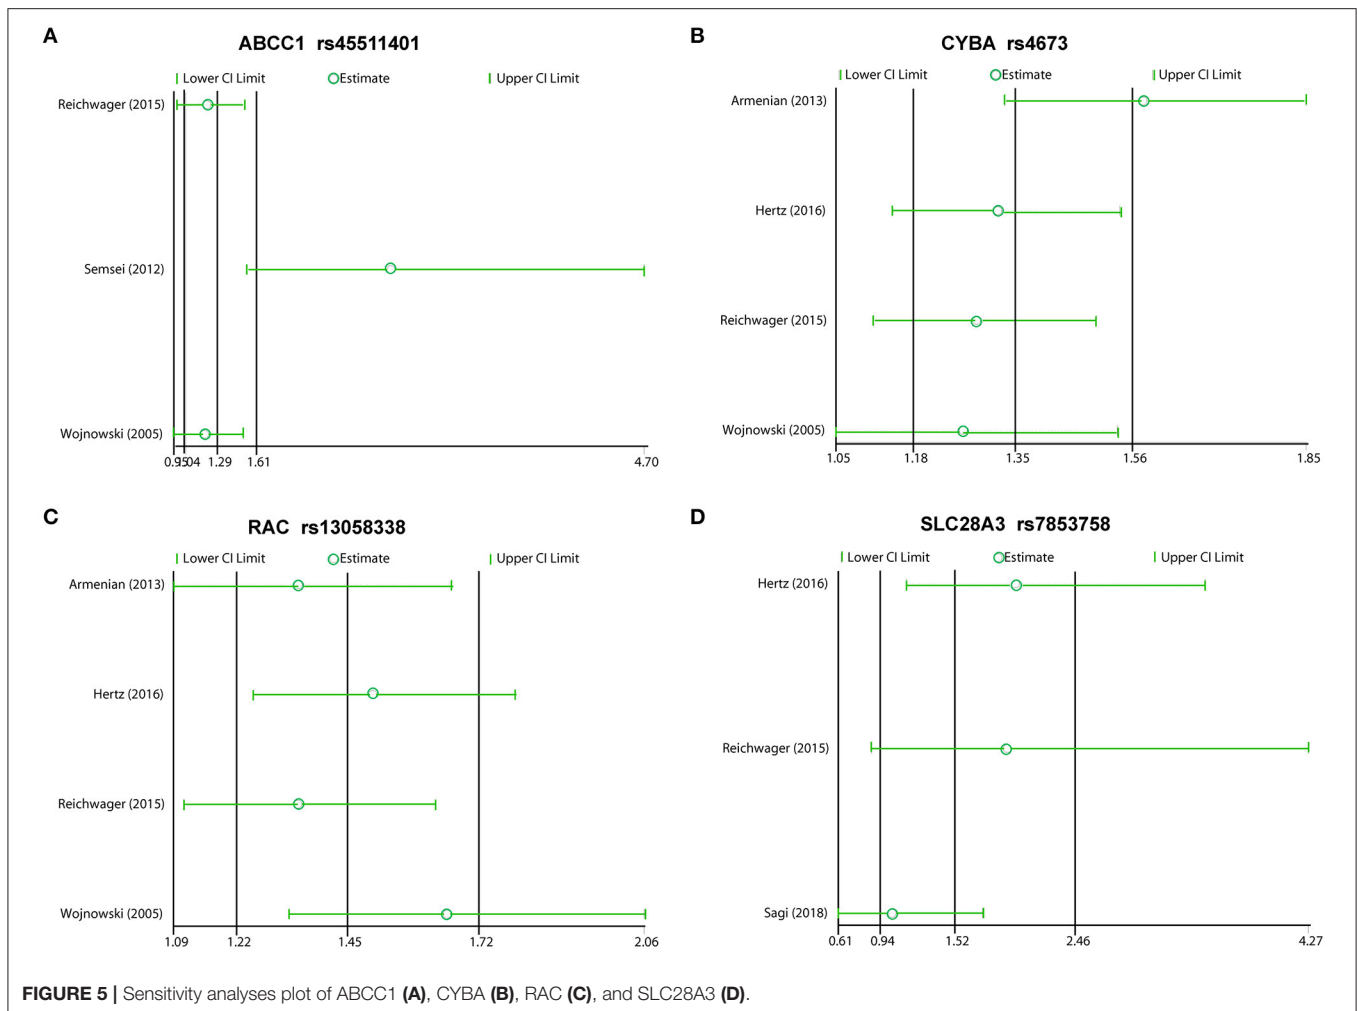 A
ABCC1 rs45511401
Lower CI Limit Estimate Upper CI Limit
Reichwager (2015)
Semsei (2012)
Wojnowski (2005)
0.95 1.04 1.29 1.61 4.70
B
CYBA rs4673
Lower CI Limit Estimate Upper CI Limit
Armenian (2013)
Hertz (2016)
Reichwager (2015)
Wojnowski (2005)
1.05 1.18 1.35 1.56 1.85
C
RAC rs13058338
Lower CI Limit Estimate Upper CI Limit
Armenian (2013)
Hertz (2016)
Reichwager (2015)
Wojnowski (2005)
1.09 1.22 1.45 1.72 2.06
D
SLC28A3 rs7853758
Lower CI Limit Estimate Upper CI Limit
Hertz (2016)
Reichwager (2015)
Sagi (2018)
0.61 0.94 1.52 2.46 4.27
FIGURE 5 | Sensitivity analyses plot of ABCC1 (A), CYBA (B), RAC (C), and SLC28A3 (D).